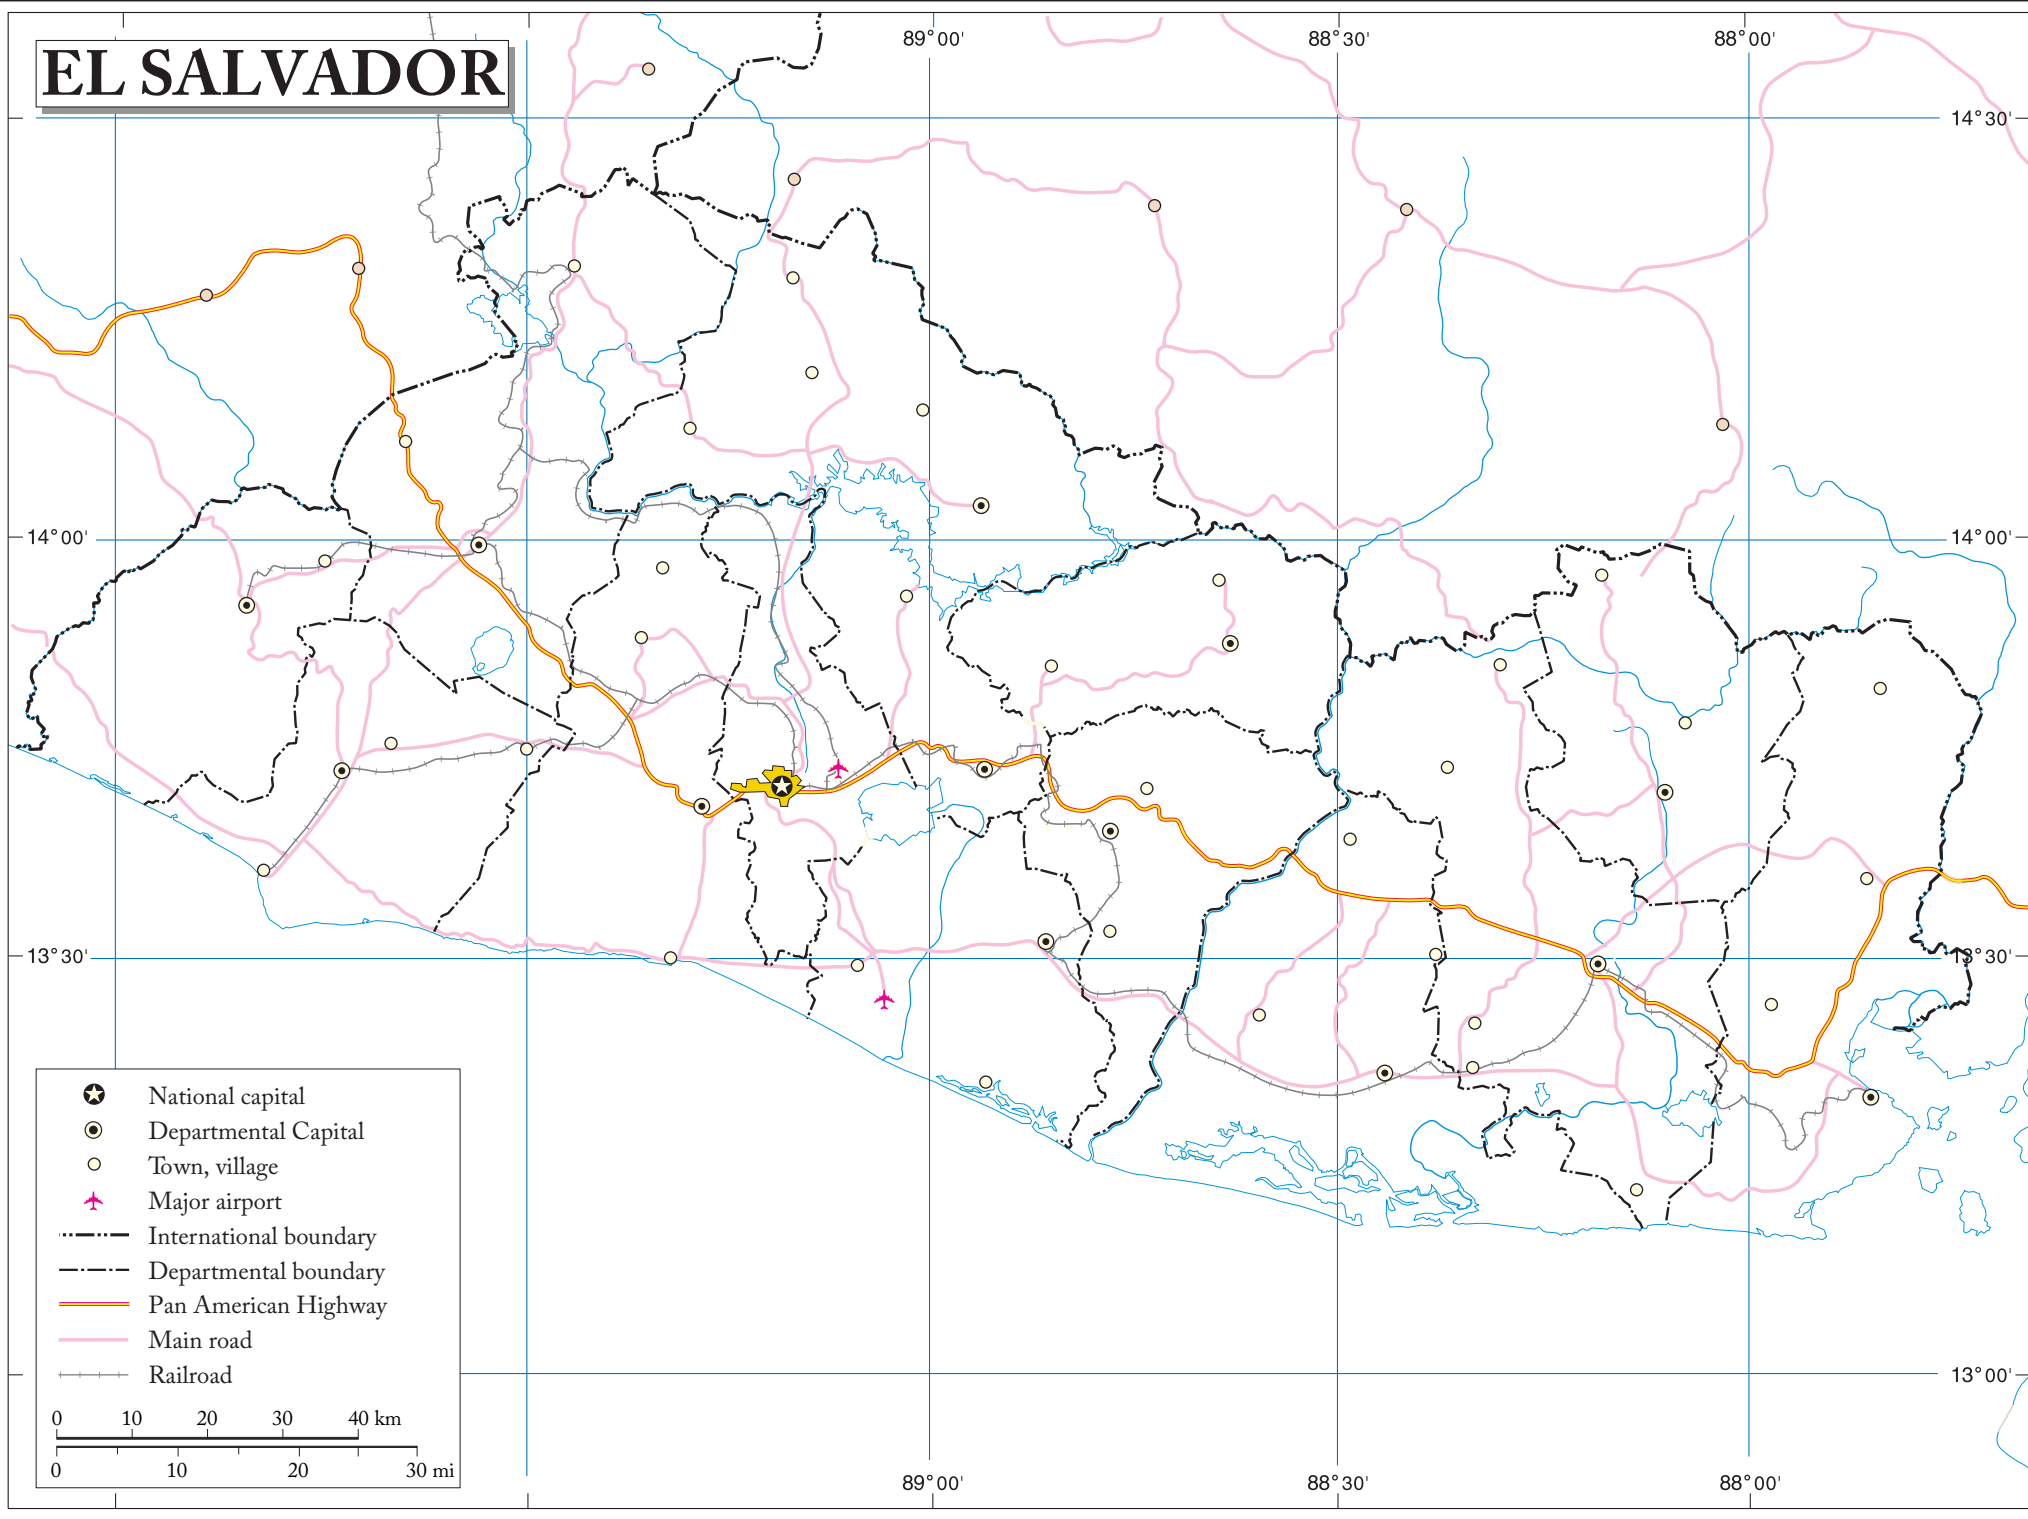 EL SALVADOR
89°00'
88°30'
88°00'
14°30'
14°00'
14°00'
13°30'
13°30'
13°00'
National capital
Departmental Capital
Town, village
Major airport
International boundary
Departmental boundary
Pan American Highway
Main road
Railroad
0 10 20 30 40 km
0 10 20 30 mi
89°00'
88°30'
88°00'